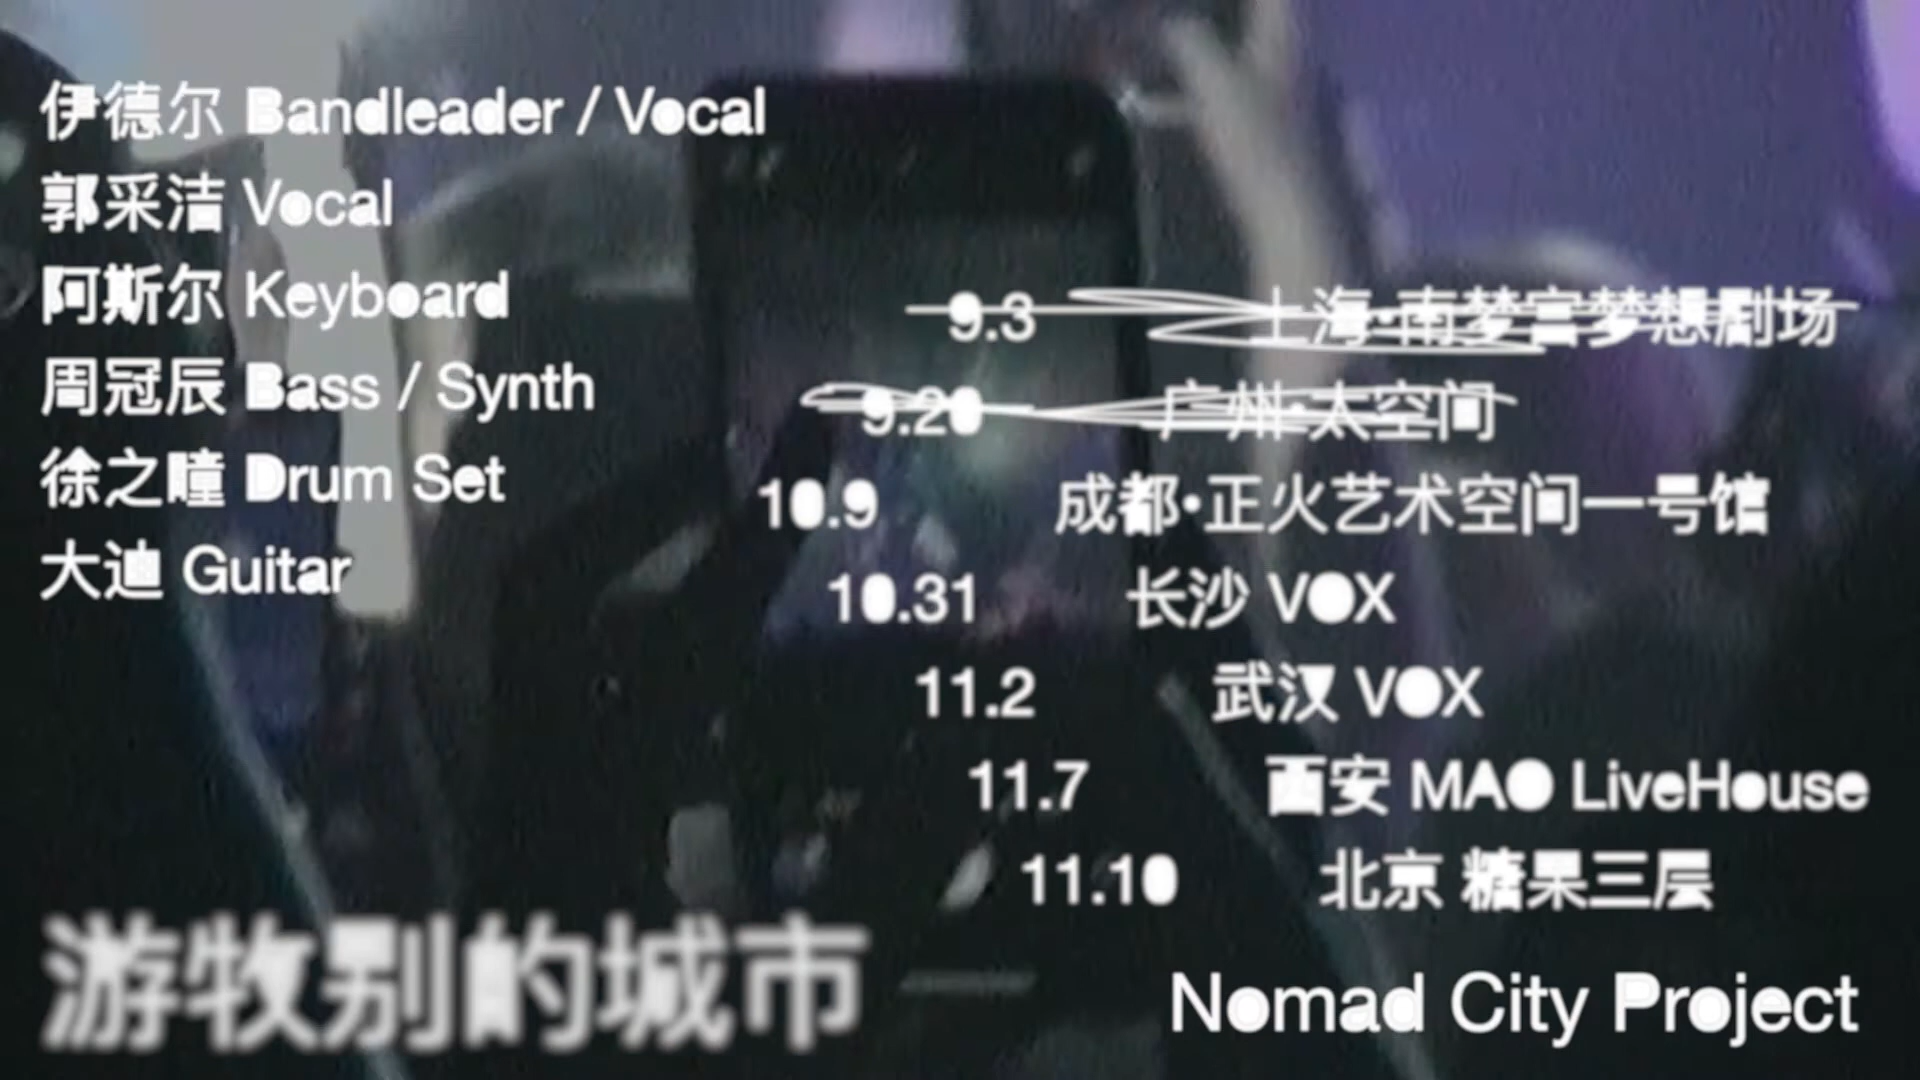 伊德尔 Bandleader / Vocal
郭采洁 Vocal
阿斯尔 Keyboard
周冠辰 Bass / Synth
徐之瞳 Drum Set
大迪 Guitar
9.3 上海·南梦宫梦想剧场
9.20 广州·太空间
10.9 成都·正火艺术空间一号馆
10.31 长沙 VOX
11.2 武汉 VOX
11.7 西安 MAO LiveHouse
11.10 北京 糖果三层
游牧别的城市 — Nomad City Project